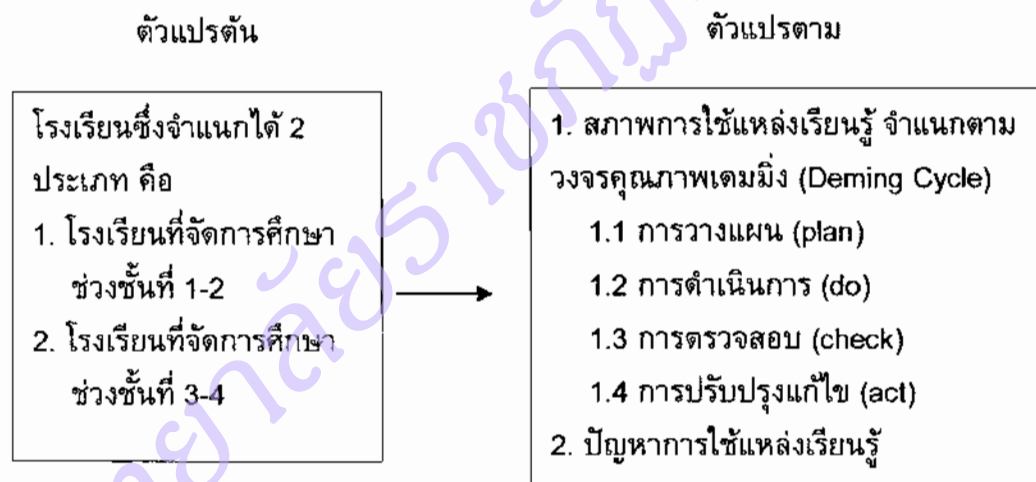 ตัวแปรต้น
ตัวแปรตาม
โรงเรียนซึ่งจำแนกได้ 2
ประเภท คือ
1. โรงเรียนที่จัดการศึกษา
ช่วงชั้นที่ 1-2
2. โรงเรียนที่จัดการศึกษา
ช่วงชั้นที่ 3-4
1. สภาพการใช้แหล่งเรียนรู้ จำแนกตาม
วงจรคุณภาพเดมมิ่ง (Deming Cycle)
1.1 การวางแผน (plan)
1.2 การดำเนินการ (do)
1.3 การตรวจสอบ (check)
1.4 การปรับปรุงแก้ไข (act)
2. ปัญหาการใช้แหล่งเรียนรู้